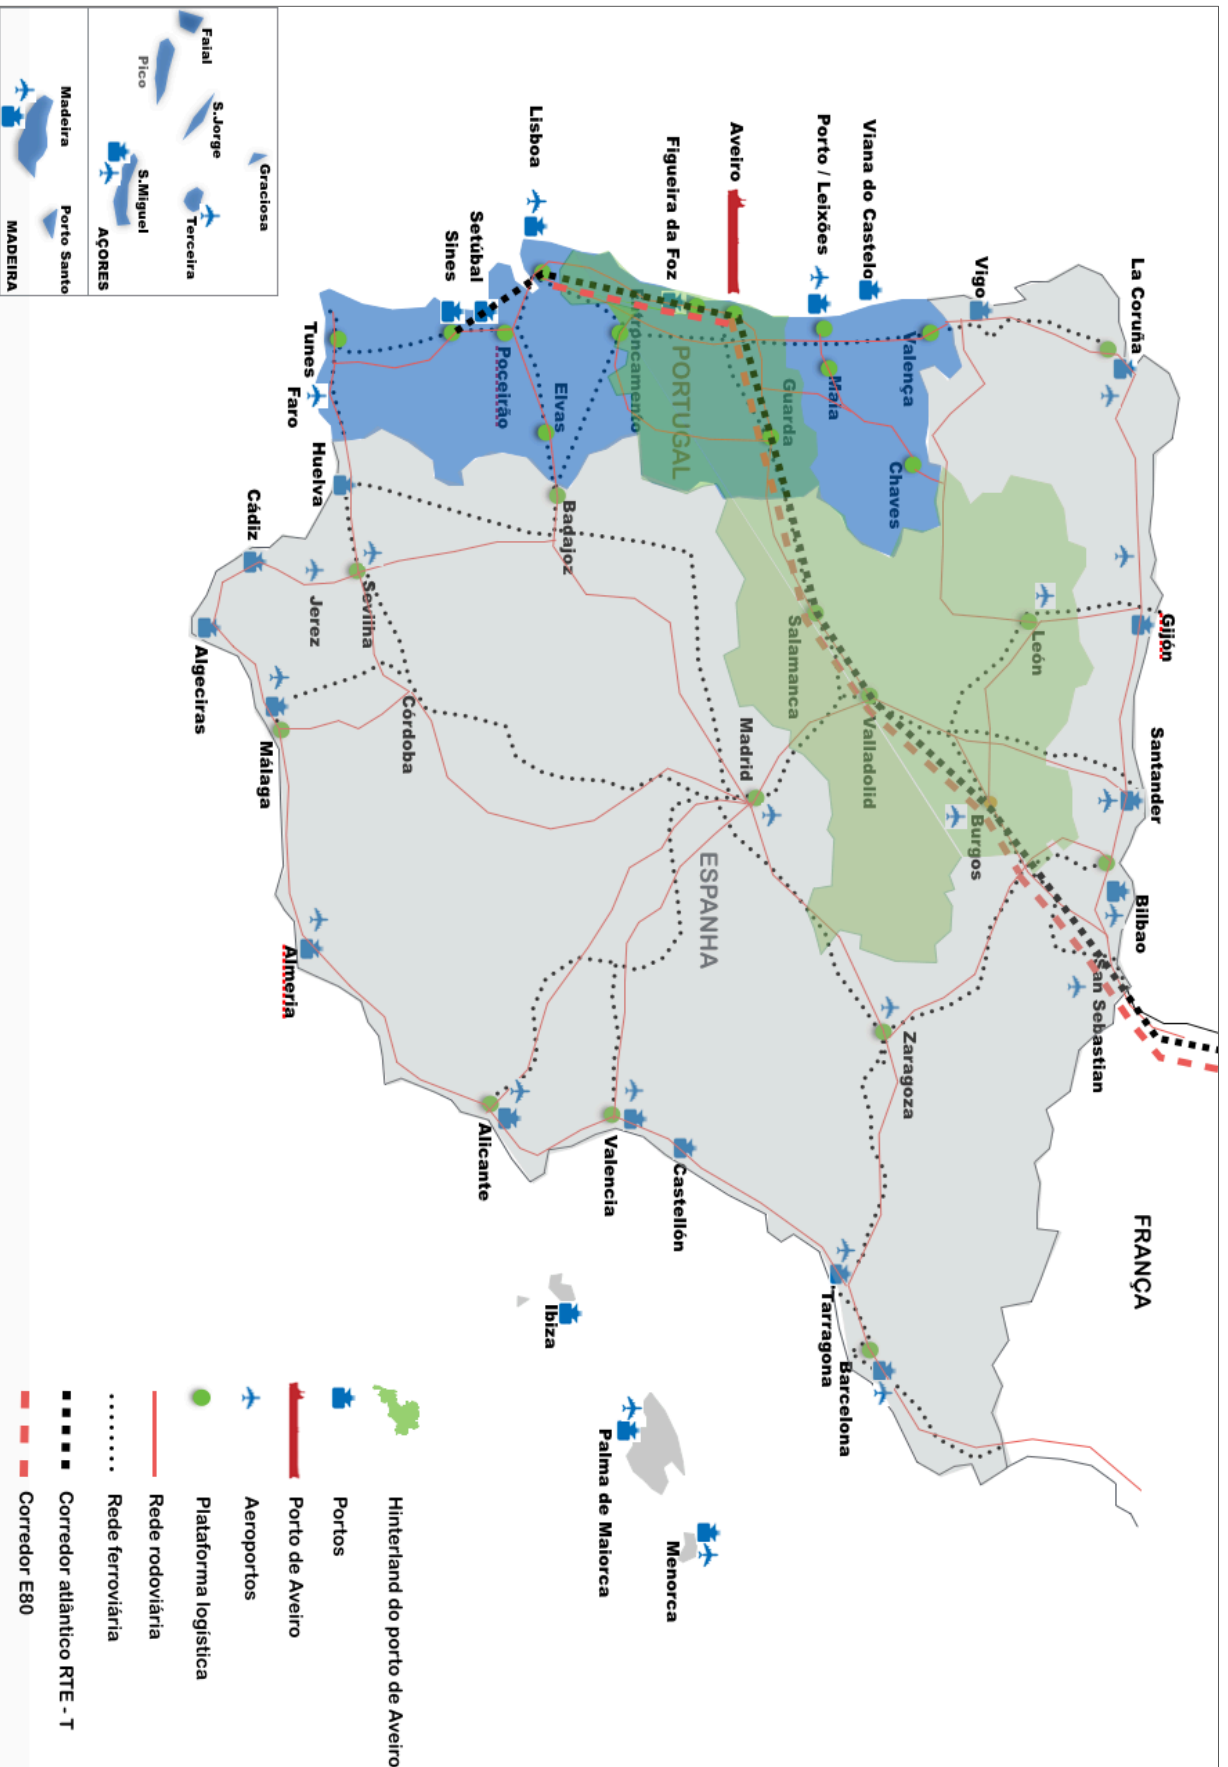 La Coruña
Gijón
Santander
Bilbao
San Sebastian
FRANÇA
Vigo
León
Burgos
Viana do Castelo
Valença
Chaves
Valladolid
Zaragoza
Porto / Leixões
Maia
Guarda
Salamanca
Barcelona
Tarragona
Aveiro
Madrid
ESPANHA
PORTUGAL
Figueira da Foz
Entroncamento
Castellón
Menorca
Valencia
Palma de Maiorca
Lisboa
Elvas
Badajoz
Ibiza
Setúbal
Poceirão
Alicante
Sines
Córdoba
Sevilha
Tunes
Faro
Huelva
Jerez
Cádiz
Málaga
Almeria
Algeciras
Graciosa
Faial
S.Jorge
Terceira
Pico
S.Miguel
AÇORES
Madeira
Porto Santo
MADEIRA
Hinterland do porto de Aveiro
Portos
Porto de Aveiro
Aeroportos
Plataforma logística
Rede rodoviária
Rede ferroviária
Corredor atlântico RTE - T
Corredor E80